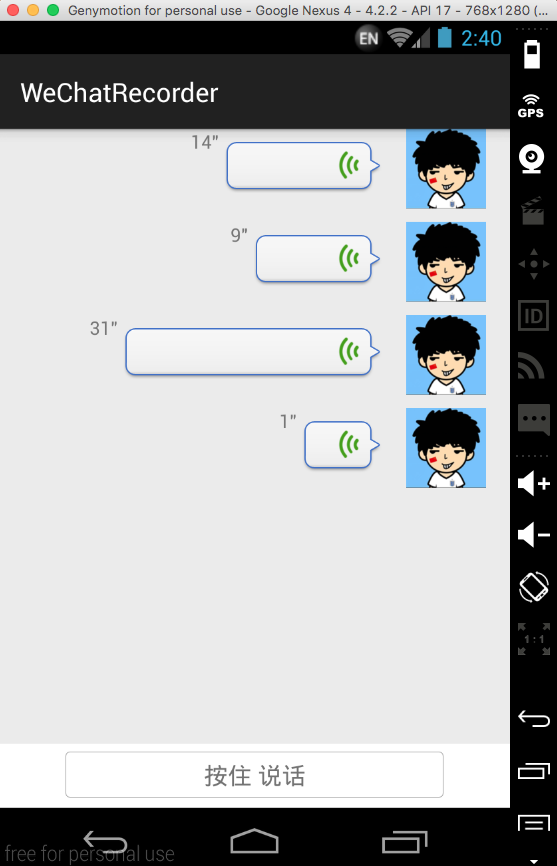 Genymotion for personal use - Google Nexus 4 - 4.2.2 - API 17 - 768x1280 (...
EN 2:40
WeChatRecorder
14"
9"
31"
1"
按住 说话
GPS
ID
1:1
free for personal use